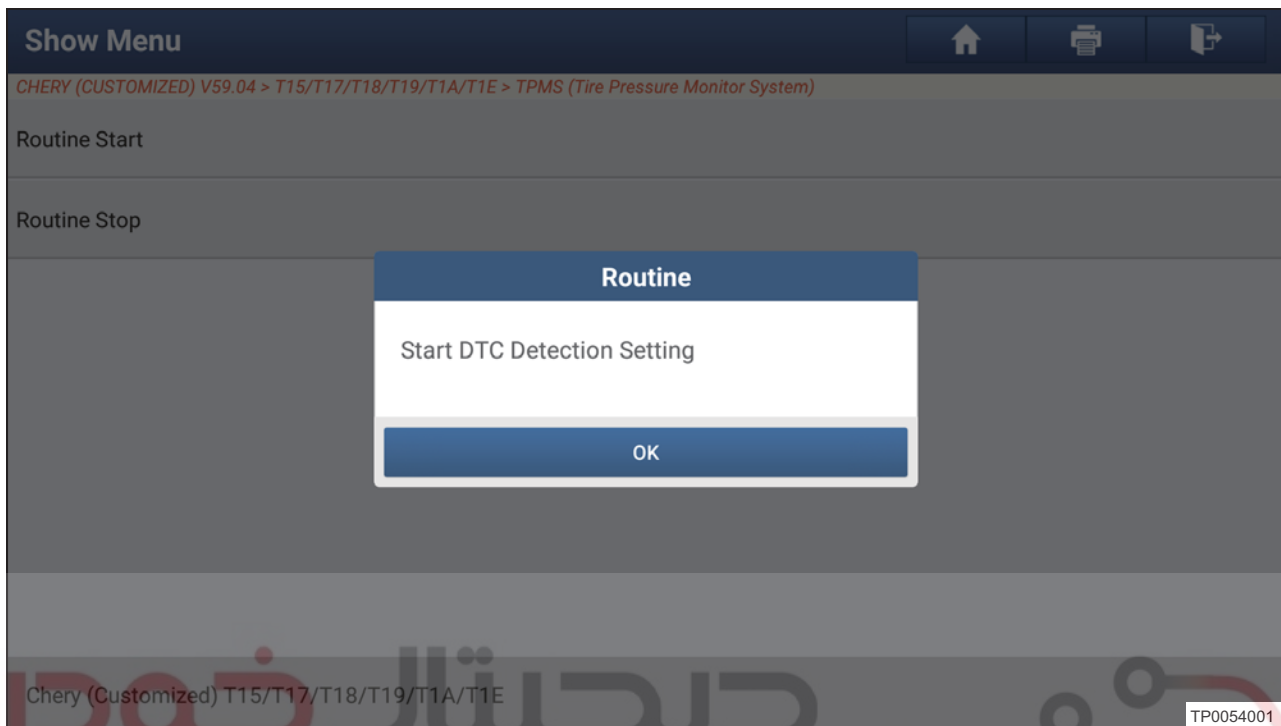 Show Menu
CHERY (CUSTOMIZED) V59.04 > T15/T17/T18/T19/T1A/T1E > TPMS (Tire Pressure Monitor System)
Routine Start
Routine Stop
Routine
Start DTC Detection Setting
OK
Chery (Customized) T15/T17/T18/T19/T1A/T1E
TP0054001